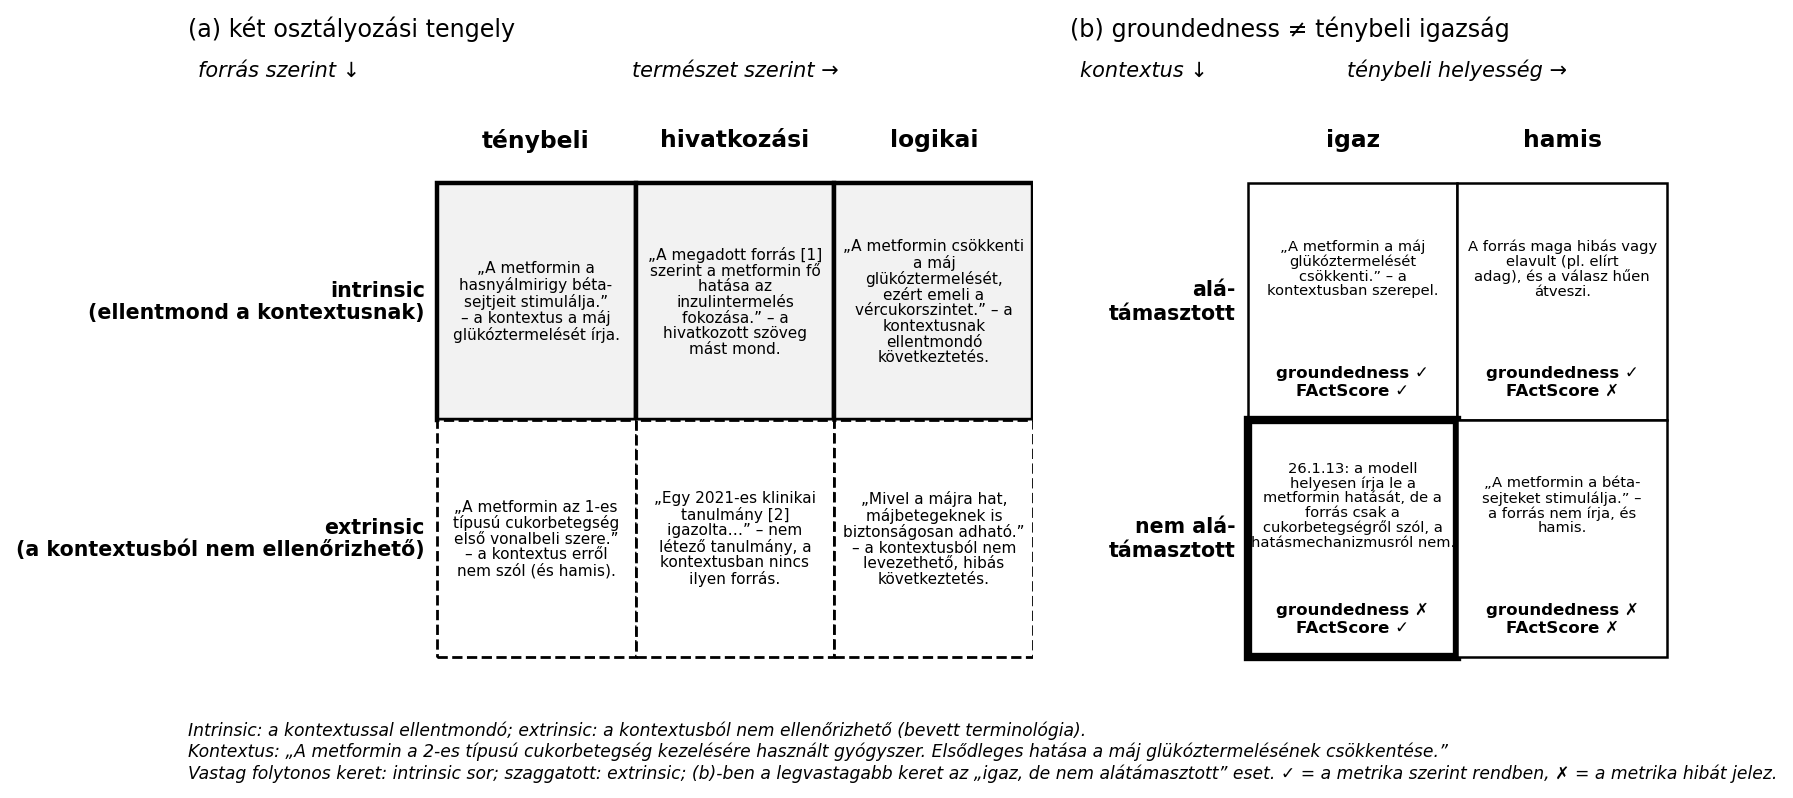 (a) két osztályozási tengely
forrás szerint ↓
természet szerint →
ténybeli
hivatkozási
logikai
intrinsic
(ellentmond a kontextusnak)
„A metformin a
hasnyálmirigy béta-
sejtjeit stimulálja.”
– a kontextus a máj
glükóztermelését írja.
„A megadott forrás [1]
szerint a metformin fő
hatása az
inzulintermelés
fokozása.” – a
hivatkozott szöveg
mást mond.
„A metformin csökkenti
a máj
glükóztermelését,
ezért emeli a
vércukorszintet.” – a
kontextusnak
ellentmondó
következtetés.
extrinsic
(a kontextusból nem ellenőrizhető)
„A metformin az 1-es
típusú cukorbetegség
első vonalbeli szere.”
– a kontextus erről
nem szól (és hamis).
„Egy 2021-es klinikai
tanulmány [2]
igazolta…” – nem
létező tanulmány, a
kontextusban nincs
ilyen forrás.
„Mivel a májra hat,
májbetegeknek is
biztonságosan adható.”
– a kontextusból nem
levezethető, hibás
következtetés.
(b) groundedness ≠ ténybeli igazság
kontextus ↓
ténybeli helyesség →
igaz
hamis
alá-
támasztott
„A metformin a máj
glükóztermelését
csökkenti.” – a
kontextusban szerepel.
groundedness ✓
FActScore ✓
A forrás maga hibás vagy
elavult (pl. elírt
adag), és a válasz hűen
átveszi.
groundedness ✓
FActScore ✗
nem alá-
támasztott
26.1.13: a modell
helyesen írja le a
metformin hatását, de a
forrás csak a
cukorbetegségről szól, a
hatásmechanizmusról nem.
groundedness ✗
FActScore ✓
„A metformin a béta-
sejteket stimulálja.” –
a forrás nem írja, és
hamis.
groundedness ✗
FActScore ✗
Intrinsic: a kontextussal ellentmondó; extrinsic: a kontextusból nem ellenőrizhető (bevett terminológia).
Kontextus: „A metformin a 2-es típusú cukorbetegség kezelésére használt gyógyszer. Elsődleges hatása a máj glükóztermelésének csökkentése.”
Vastag folytonos keret: intrinsic sor; szaggatott: extrinsic; (b)-ben a legvastagabb keret az „igaz, de nem alátámasztott” eset. ✓ = a metrika szerint rendben, ✗ = a metrika hibát jelez.